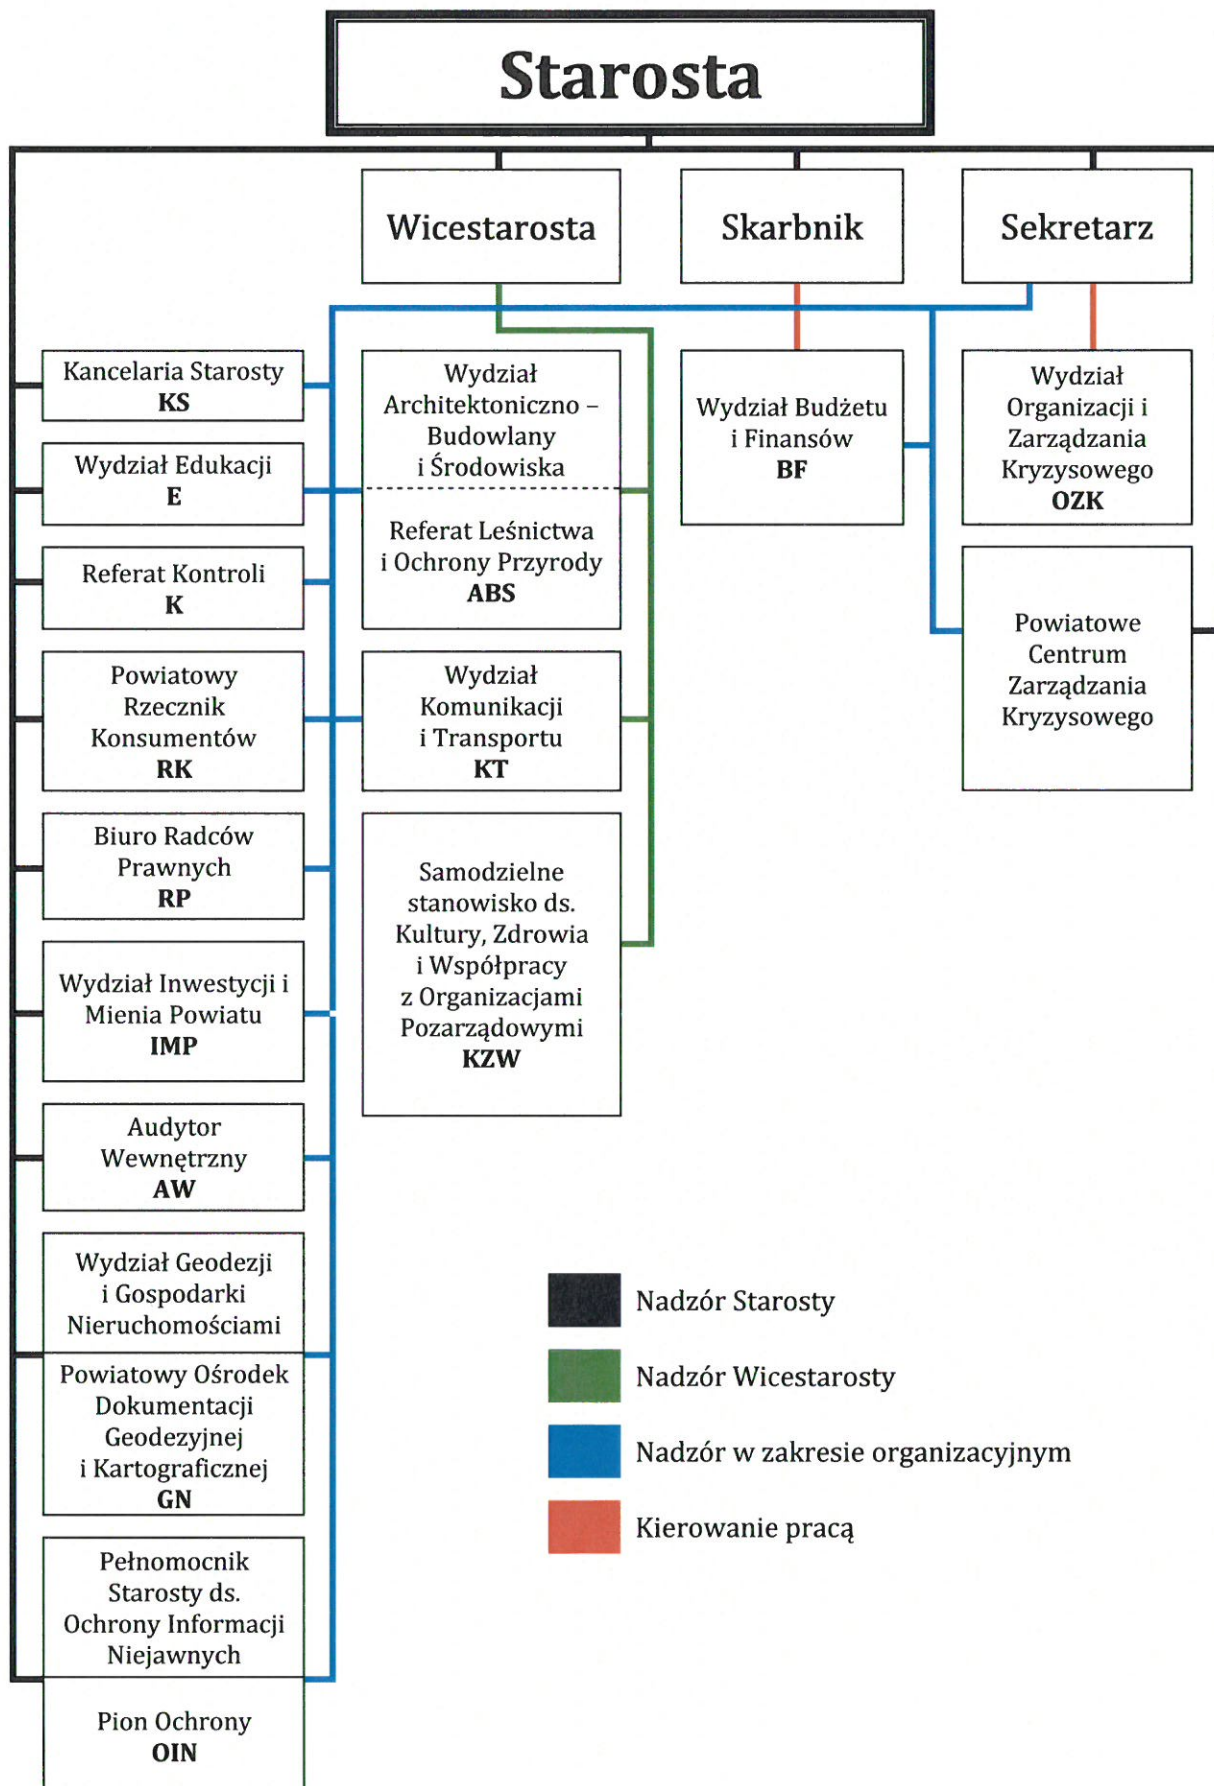 Starosta
Wicestarosta
Skarbnik
Sekretarz
Kancelaria Starosty
KS
Wydział Edukacji
E
Referat Kontroli
K
Powiatowy
Rzecznik
Konsumentów
RK
Biuro Radców
Prawnych
RP
Wydział Inwestycji i
Mienia Powiatu
IMP
Audytor
Wewnętrzny
AW
Wydział Geodezji
i Gospodarki
Nieruchomościami
Powiatowy Ośrodek
Dokumentacji
Geodezyjnej
i Kartograficznej
GN
Pełnomocnik
Starosty ds.
Ochrony Informacji
Niejawnych
Pion Ochrony
OIN
Wydział
Architektoniczno –
Budowlany
i Środowiska
Referat Leśnictwa
i Ochrony Przyrody
ABS
Wydział
Komunikacji
i Transportu
KT
Samodzielne
stanowisko ds.
Kultury, Zdrowia
i Współpracy
z Organizacjami
Pozarządowymi
KZW
Wydział Budżetu
i Finansów
BF
Wydział
Organizacji i
Zarządzania
Kryzysowego
OZK
Powiatowe
Centrum
Zarządzania
Kryzysowego
Nadzór Starosty
Nadzór Wicestarosty
Nadzór w zakresie organizacyjnym
Kierowanie pracą